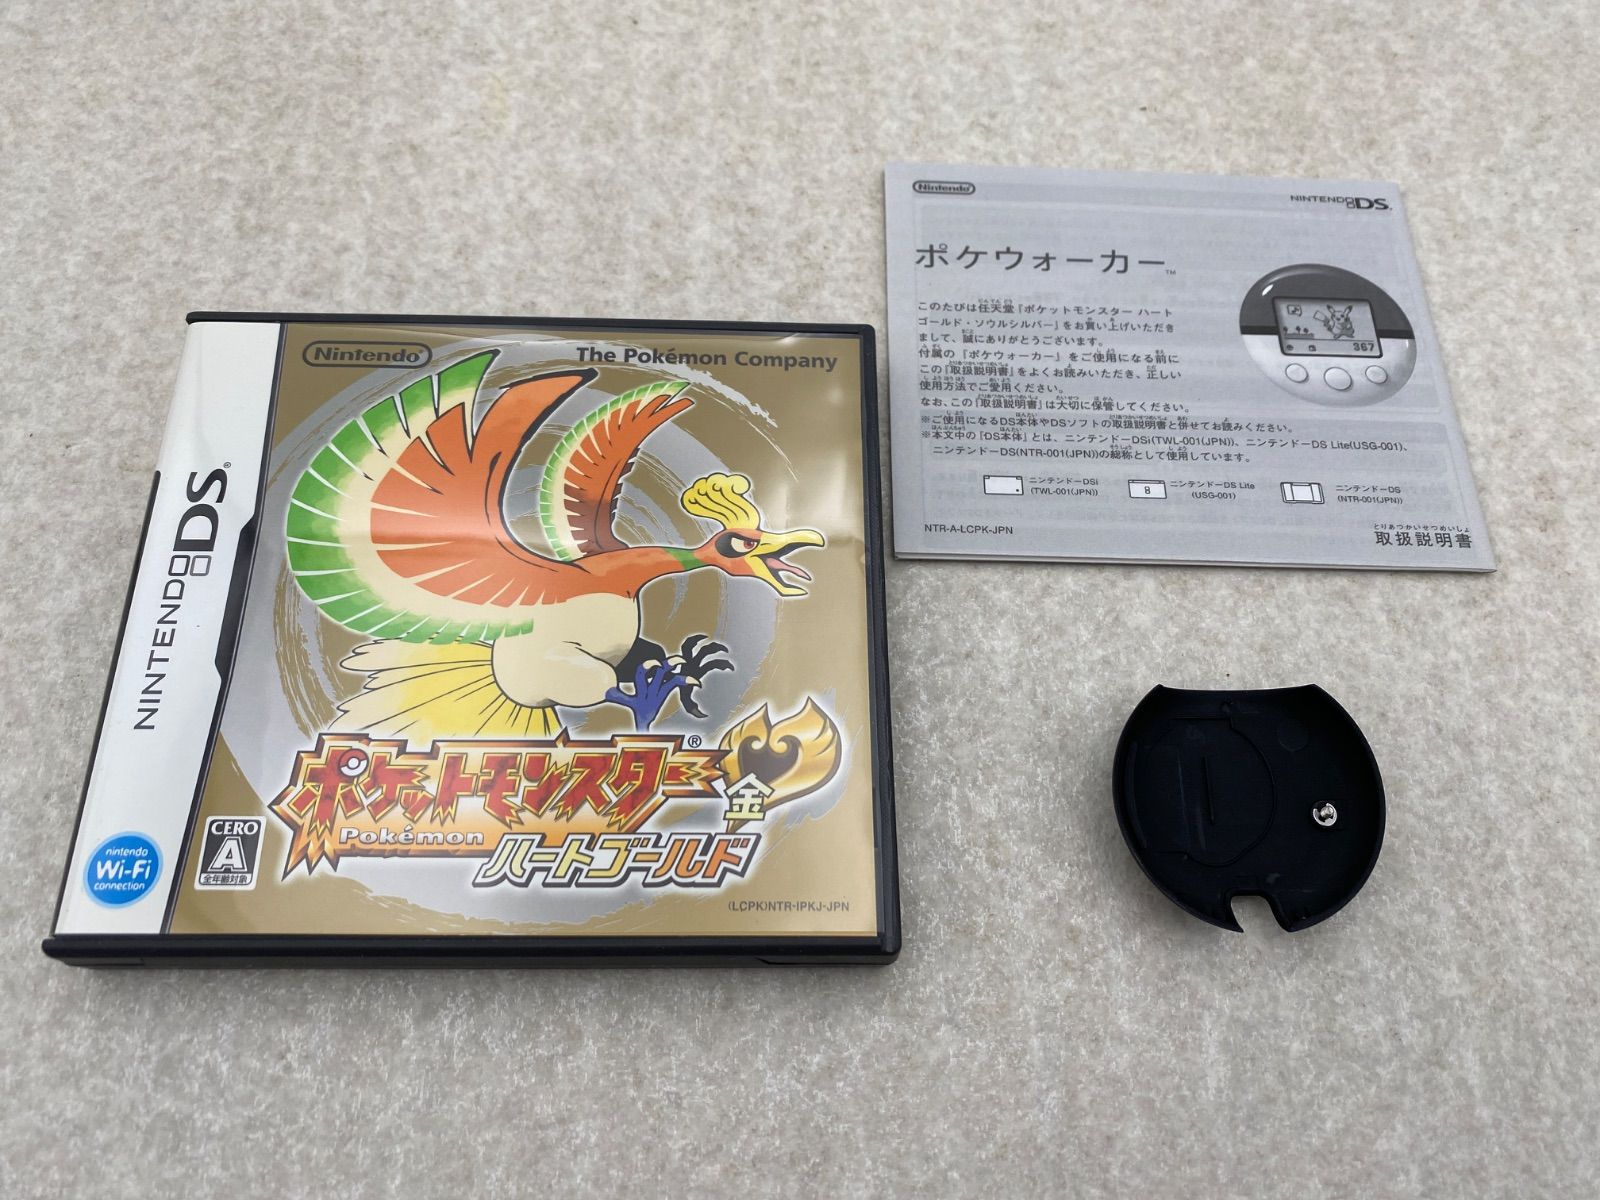 Nintendo
The Pokémon Company
NINTENDO DS®
ポケットモンスター®
Pokémon
金
ハートゴールド
CERO
A
全年齢対象
nintendo
Wi-Fi
connection
(LCPK)NTR-IPKJ-JPN
Nintendo
NINTENDO DS™
ポケウォーカー™
このたびは任天堂『ポケットモンスター ハート
ゴールド・ソウルシルバー』をお買い上げいただき
まして、誠にありがとうございます。
付属の『ポケウォーカー』をご使用になる前に
この『取扱説明書』をよくお読みいただき、正しい
使用方法でご愛用ください。
なお、この『取扱説明書』は大切に保管してください。
※ご使用になるDS本体やDSソフトの取扱説明書と併せてお読みください。
※本文中の『DS本体』とは、ニンテンドーDSi(TWL-001(JPN))、ニンテンドーDS Lite(USG-001)、
ニンテンドーDS(NTR-001(JPN))の総称として使用しています。
367
ニンテンドーDSi
(TWL-001(JPN))
ニンテンドーDS Lite
(USG-001)
ニンテンドーDS
(NTR-001(JPN))
NTR-A-LCPK-JPN
とりあつかいせつめいしょ
取扱説明書